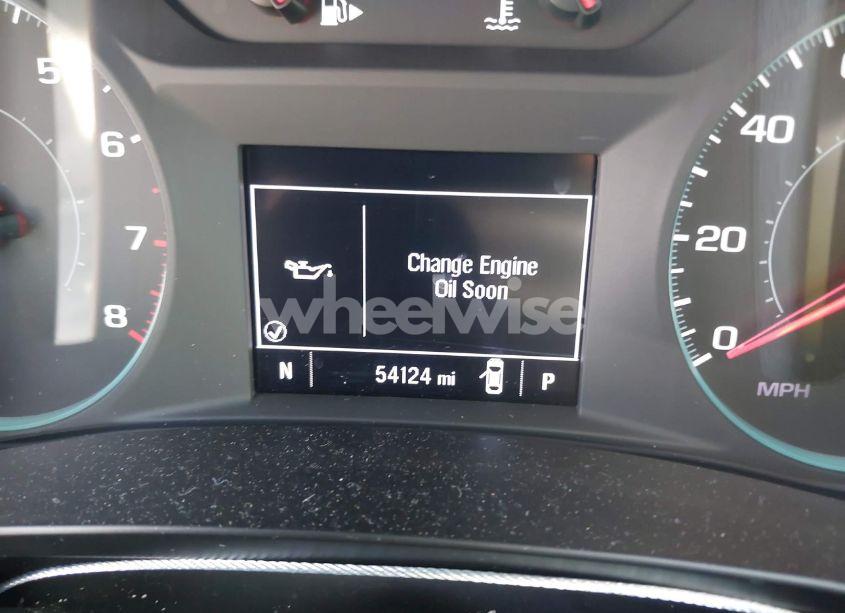 5
6
7
8
Change Engine
Oil Soon
wheelwise
N 54124 mi P
40
20
0
MPH